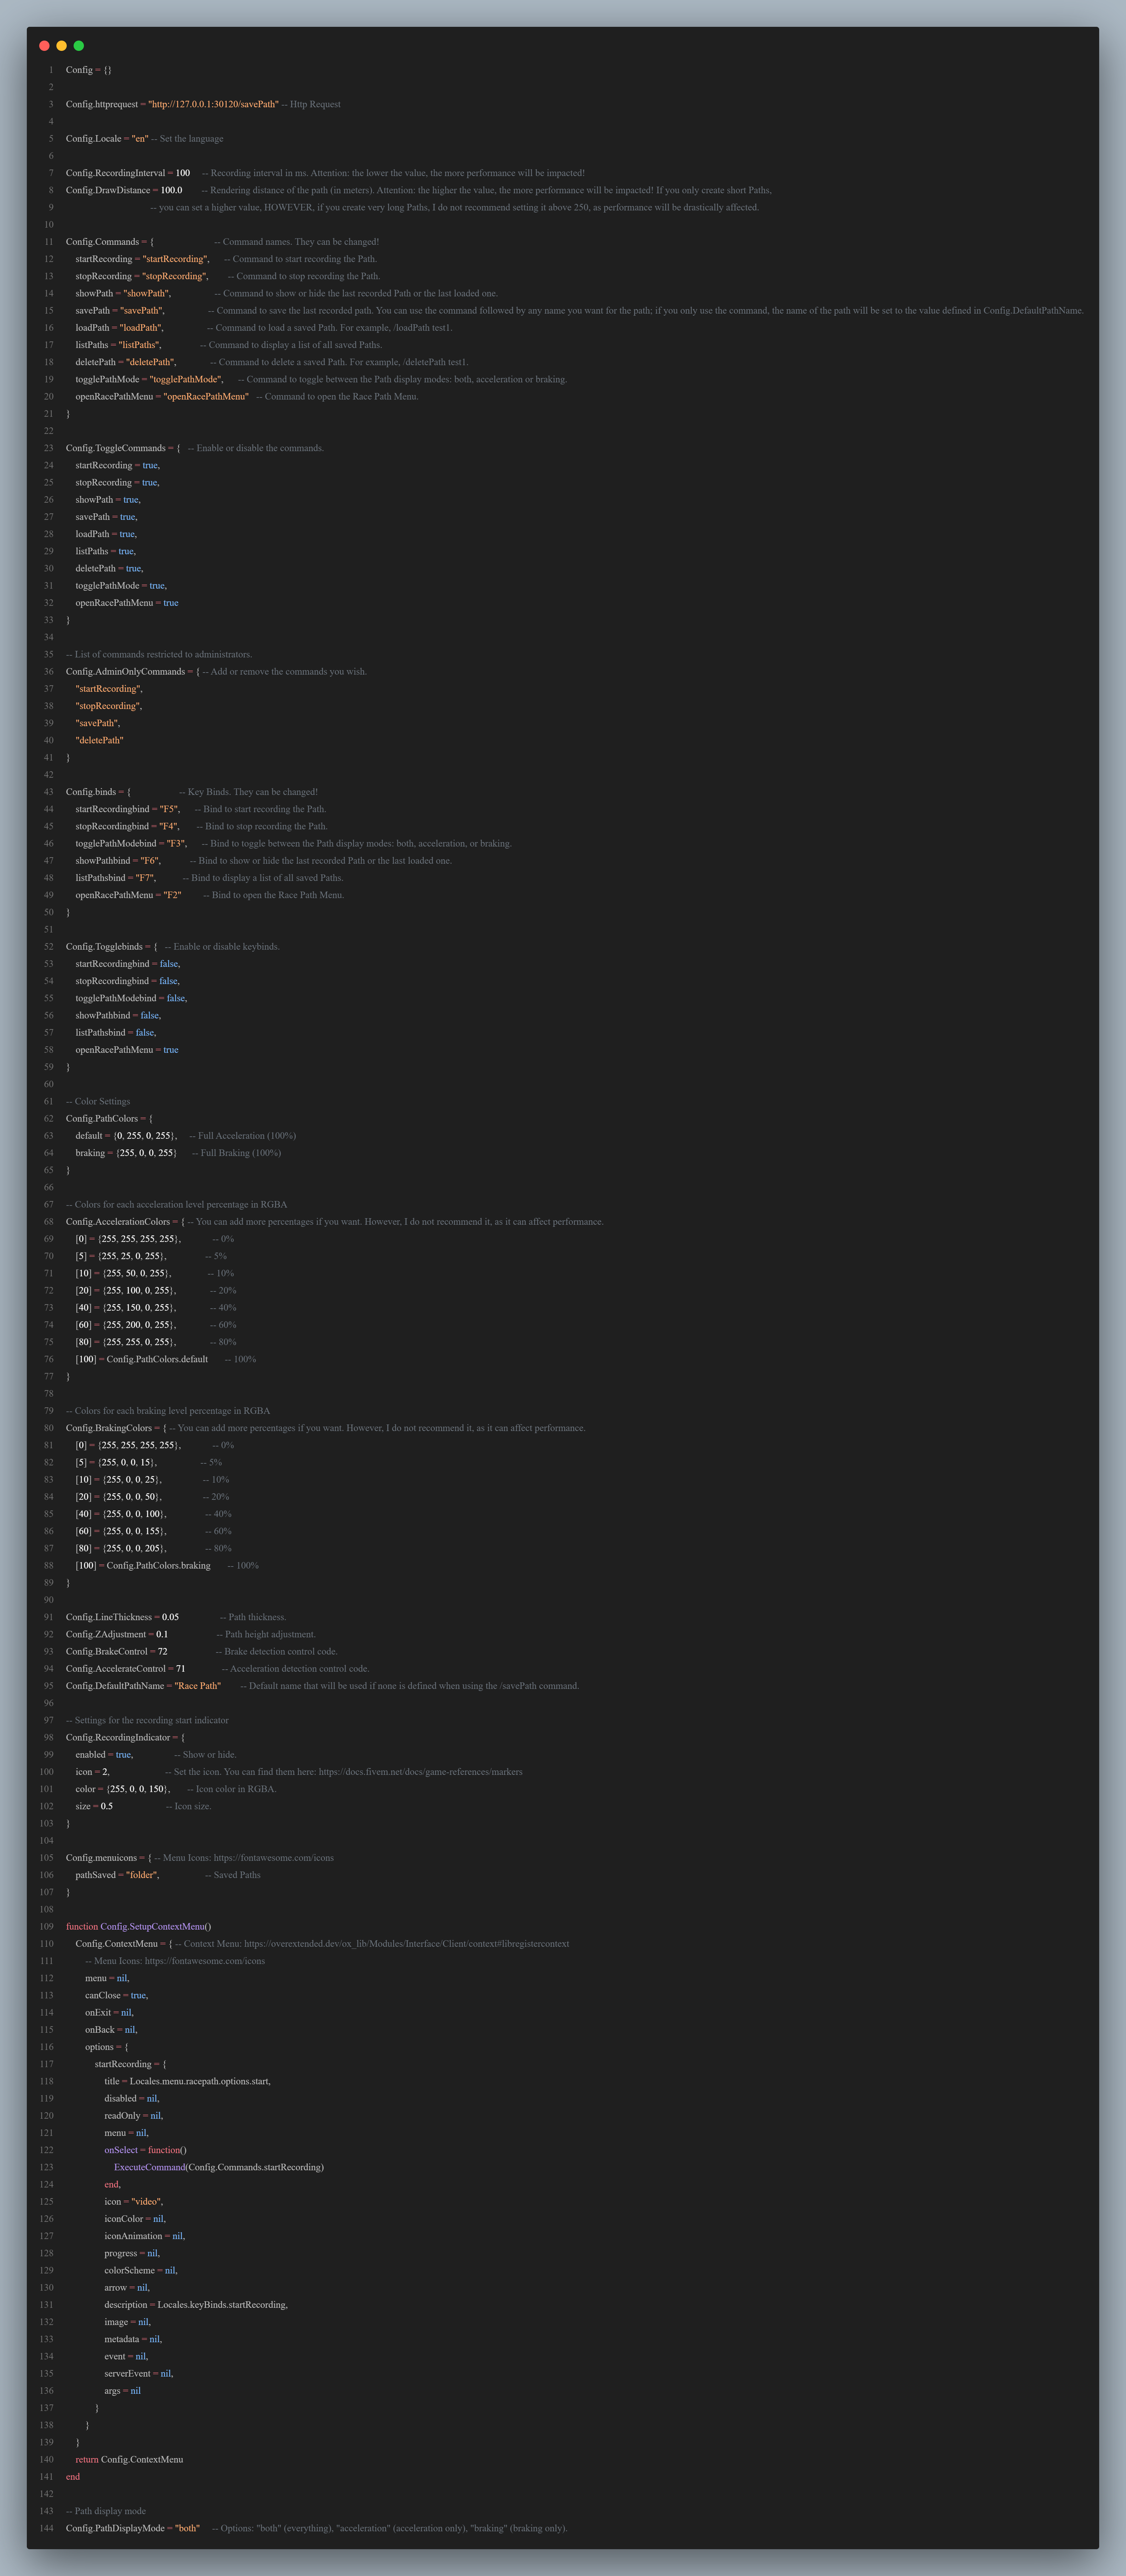 1 Config = {}
2
3 Config.httprequest = "http://127.0.0.1:30120/savePath" -- Http Request
4
5 Config.Locale = "en" -- Set the language
6
7 Config.RecordingInterval = 100 -- Recording interval in ms. Attention: the lower the value, the more performance will be impacted!
8 Config.DrawDistance = 100.0 -- Rendering distance of the path (in meters). Attention: the higher the value, the more performance will be impacted! If you only create short Paths,
9 -- you can set a higher value, HOWEVER, if you create very long Paths, I do not recommend setting it above 250, as performance will be drastically affected.
10
11 Config.Commands = { -- Command names. They can be changed!
12 startRecording = "startRecording", -- Command to start recording the Path.
13 stopRecording = "stopRecording", -- Command to stop recording the Path.
14 showPath = "showPath", -- Command to show or hide the last recorded Path or the last loaded one.
15 savePath = "savePath", -- Command to save the last recorded path. You can use the command followed by any name you want for the path; if you only use the command, the name of the path will be set to the value defined in Config.DefaultPathName.
16 loadPath = "loadPath", -- Command to load a saved Path. For example, /loadPath test1.
17 listPaths = "listPaths", -- Command to display a list of all saved Paths.
18 deletePath = "deletePath", -- Command to delete a saved Path. For example, /deletePath test1.
19 togglePathMode = "togglePathMode", -- Command to toggle between the Path display modes: both, acceleration or braking.
20 openRacePathMenu = "openRacePathMenu" -- Command to open the Race Path Menu.
21 }
22
23 Config.ToggleCommands = { -- Enable or disable the commands.
24 startRecording = true,
25 stopRecording = true,
26 showPath = true,
27 savePath = true,
28 loadPath = true,
29 listPaths = true,
30 deletePath = true,
31 togglePathMode = true,
32 openRacePathMenu = true
33 }
34
35 -- List of commands restricted to administrators.
36 Config.AdminOnlyCommands = { -- Add or remove the commands you wish.
37 "startRecording",
38 "stopRecording",
39 "savePath",
40 "deletePath"
41 }
42
43 Config.binds = { -- Key Binds. They can be changed!
44 startRecordingbind = "F5", -- Bind to start recording the Path.
45 stopRecordingbind = "F4", -- Bind to stop recording the Path.
46 togglePathModebind = "F3", -- Bind to toggle between the Path display modes: both, acceleration, or braking.
47 showPathbind = "F6", -- Bind to show or hide the last recorded Path or the last loaded one.
48 listPathsbind = "F7", -- Bind to display a list of all saved Paths.
49 openRacePathMenu = "F2" -- Bind to open the Race Path Menu.
50 }
51
52 Config.Togglebinds = { -- Enable or disable keybinds.
53 startRecordingbind = false,
54 stopRecordingbind = false,
55 togglePathModebind = false,
56 showPathbind = false,
57 listPathsbind = false,
58 openRacePathMenu = true
59 }
60
61 -- Color Settings
62 Config.PathColors = {
63 default = {0, 255, 0, 255}, -- Full Acceleration (100%)
64 braking = {255, 0, 0, 255} -- Full Braking (100%)
65 }
66
67 -- Colors for each acceleration level percentage in RGBA
68 Config.AccelerationColors = { -- You can add more percentages if you want. However, I do not recommend it, as it can affect performance.
69 [0] = {255, 255, 255, 255}, -- 0%
70 [5] = {255, 25, 0, 255}, -- 5%
71 [10] = {255, 50, 0, 255}, -- 10%
72 [20] = {255, 100, 0, 255}, -- 20%
73 [40] = {255, 150, 0, 255}, -- 40%
74 [60] = {255, 200, 0, 255}, -- 60%
75 [80] = {255, 255, 0, 255}, -- 80%
76 [100] = Config.PathColors.default -- 100%
77 }
78
79 -- Colors for each braking level percentage in RGBA
80 Config.BrakingColors = { -- You can add more percentages if you want. However, I do not recommend it, as it can affect performance.
81 [0] = {255, 255, 255, 255}, -- 0%
82 [5] = {255, 0, 0, 15}, -- 5%
83 [10] = {255, 0, 0, 25}, -- 10%
84 [20] = {255, 0, 0, 50}, -- 20%
85 [40] = {255, 0, 0, 100}, -- 40%
86 [60] = {255, 0, 0, 155}, -- 60%
87 [80] = {255, 0, 0, 205}, -- 80%
88 [100] = Config.PathColors.braking -- 100%
89 }
90
91 Config.LineThickness = 0.05 -- Path thickness.
92 Config.ZAdjustment = 0.1 -- Path height adjustment.
93 Config.BrakeControl = 72 -- Brake detection control code.
94 Config.AccelerateControl = 71 -- Acceleration detection control code.
95 Config.DefaultPathName = "Race Path" -- Default name that will be used if none is defined when using the /savePath command.
96
97 -- Settings for the recording start indicator
98 Config.RecordingIndicator = {
99 enabled = true, -- Show or hide.
100 icon = 2, -- Set the icon. You can find them here: https://docs.fivem.net/docs/game-references/markers
101 color = {255, 0, 0, 150}, -- Icon color in RGBA.
102 size = 0.5 -- Icon size.
103 }
104
105 Config.menuicons = { -- Menu Icons: https://fontawesome.com/icons
106 pathSaved = "folder", -- Saved Paths
107 }
108
109 function Config.SetupContextMenu()
110 Config.ContextMenu = { -- Context Menu: https://overextended.dev/ox_lib/Modules/Interface/Client/context#libregistercontext
111 -- Menu Icons: https://fontawesome.com/icons
112 menu = nil,
113 canClose = true,
114 onExit = nil,
115 onBack = nil,
116 options = {
117 startRecording = {
118 title = Locales.menu.racepath.options.start,
119 disabled = nil,
120 readOnly = nil,
121 menu = nil,
122 onSelect = function()
123 ExecuteCommand(Config.Commands.startRecording)
124 end,
125 icon = "video",
126 iconColor = nil,
127 iconAnimation = nil,
128 progress = nil,
129 colorScheme = nil,
130 arrow = nil,
131 description = Locales.keyBinds.startRecording,
132 image = nil,
133 metadata = nil,
134 event = nil,
135 serverEvent = nil,
136 args = nil
137 }
138 }
139 }
140 return Config.ContextMenu
141 end
142
143 -- Path display mode
144 Config.PathDisplayMode = "both" -- Options: "both" (everything), "acceleration" (acceleration only), "braking" (braking only).